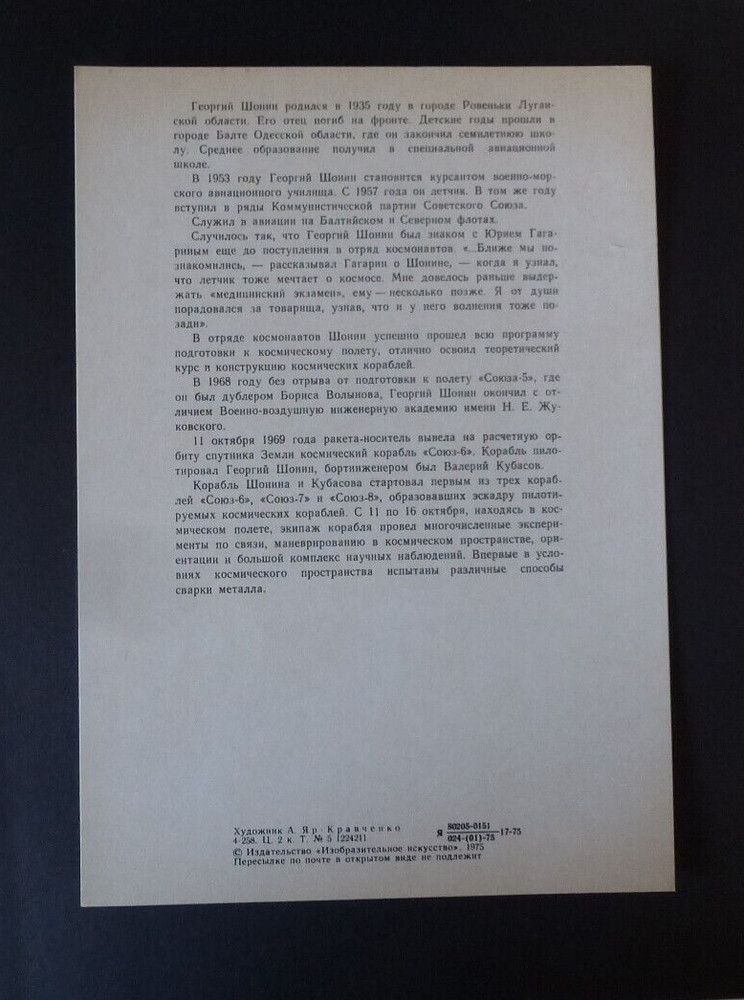 Георгий Шонин родился в 1935 году в городе Ровеньки Луган-
ской области. Его отец погиб на фронте. Детские годы прошли в
городе Балте Одесской области, где он закончил семилетнюю шко-
лу. Среднее образование получил в специальной авиационной
школе.
В 1953 году Георгий Шонин становится курсантом военно-мор-
ского авиационного училища. С 1957 года он летчик. В том же году
вступил в ряды Коммунистической партии Советского Союза.
Служил в авиации на Балтийском и Северном флотах.
Случилось так, что Георгий Шонин был знаком с Юрием Гага-
риным еще до поступления в отряд космонавтов. «...Ближе мы по-
знакомились, — рассказывал Гагарин о Шонине, — когда я узнал,
что летчик тоже мечтает о космосе. Мне довелось раньше выдер-
жать «медицинский экзамен», ему — несколько позже. Я от души
порадовался за товарища, узнав, что и у него волнения тоже по-
зади».
В отряде космонавтов Шонин успешно прошел всю программу
подготовки к космическому полету, отлично освоил теоретический
курс и конструкцию космических кораблей.
В 1968 году без отрыва от подготовки к полету «Союза-5», где
он был дублером Бориса Волынова, Георгий Шонин окончил с от-
личием Военно-воздушную инженерную академию имени Н. Е. Жу-
ковского.
11 октября 1969 года ракета-носитель вывела на расчетную ор-
биту спутника Земли космический корабль «Союз-6». Корабль пило-
тировал Георгий Шонин, бортинженером был Валерий Кубасов.
Корабль Шонина и Кубасова стартовал первым из трех кораб-
лей «Союз-6», «Союз-7» и «Союз-8», образовавших эскадру пилоти-
руемых космических кораблей. С 11 по 16 октября, находясь в кос-
мическом полете, экипаж корабля провел многочисленные экспери-
менты по связи, маневрированию в космическом пространстве, ори-
ентации и большой комплекс научных наблюдений. Впервые в усло-
виях космического пространства испытаны различные способы
сварки металла.
Художник А. Яр-Кравченко
4-258. Ц. 2 к. Т. № 5 1224211
Я 80205-0151 17-75
024-(01)-75
© Издательство «Изобразительное искусство». 1975
Пересылке по почте в открытом виде не подлежит